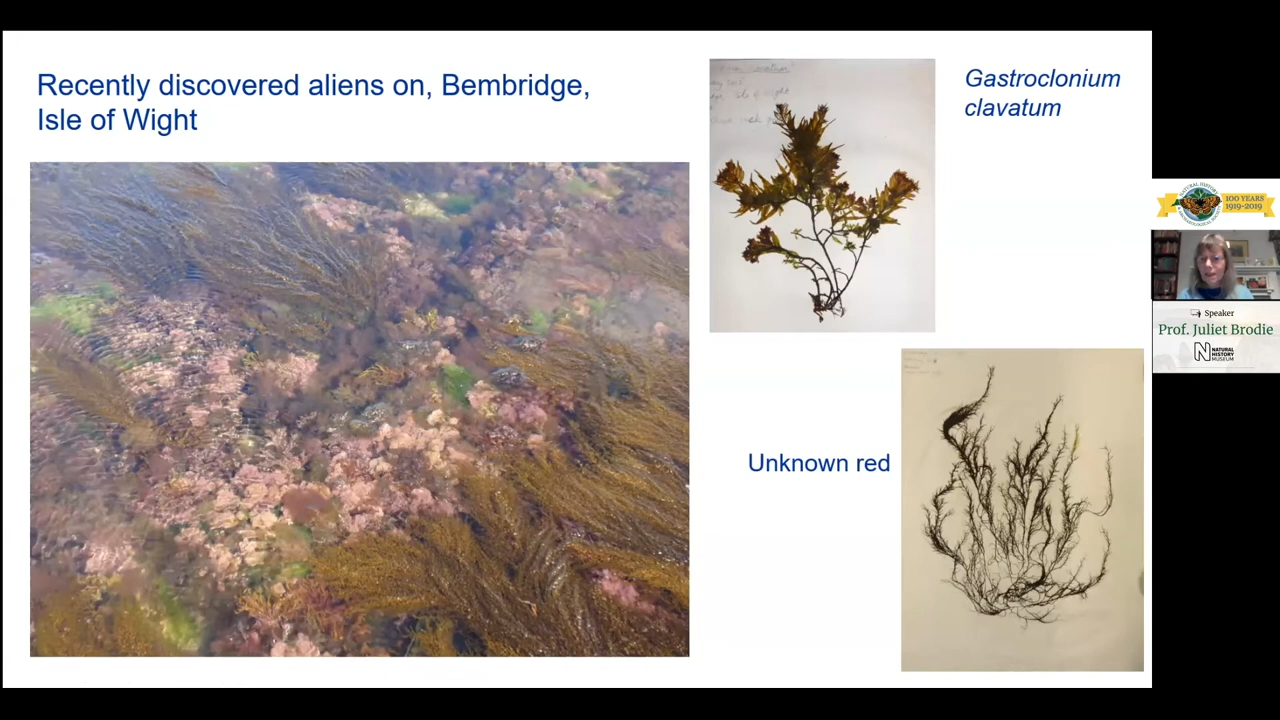 Recently discovered aliens on, Bembridge,
Isle of Wight
Gastroclonium
clavatum
Unknown red
100 YEARS
1919-2019
Speaker
Prof. Juliet Brodie
NATURAL
HISTORY
MUSEUM